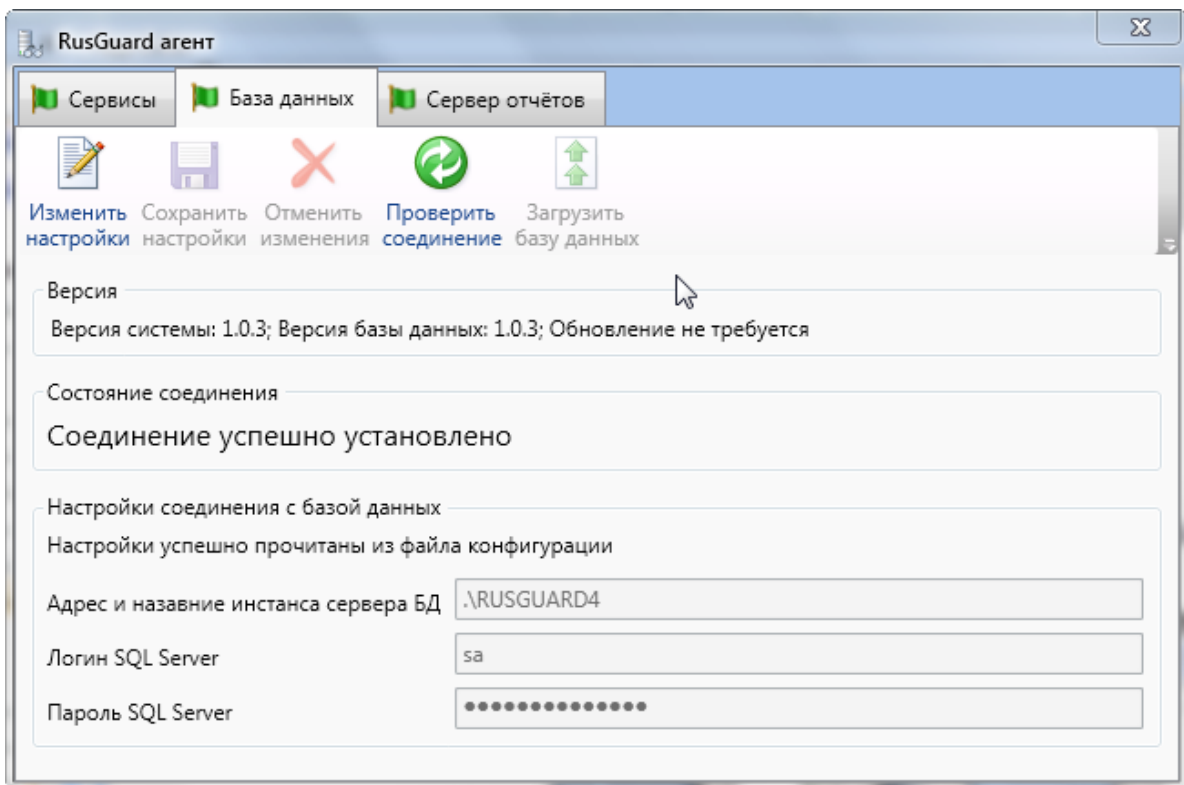 RusGuard агент
Сервисы База данных Сервер отчётов
Изменить настройки
Сохранить настройки
Отменить изменения
Проверить соединение
Загрузить базу данных
Версия
Версия системы: 1.0.3; Версия базы данных: 1.0.3; Обновление не требуется
Состояние соединения
Соединение успешно установлено
Настройки соединения с базой данных
Настройки успешно прочитаны из файла конфигурации
Адрес и назавние инстанса сервера БД .\RUSGUARD4
Логин SQL Server sa
Пароль SQL Server ●●●●●●●●●●●●●●